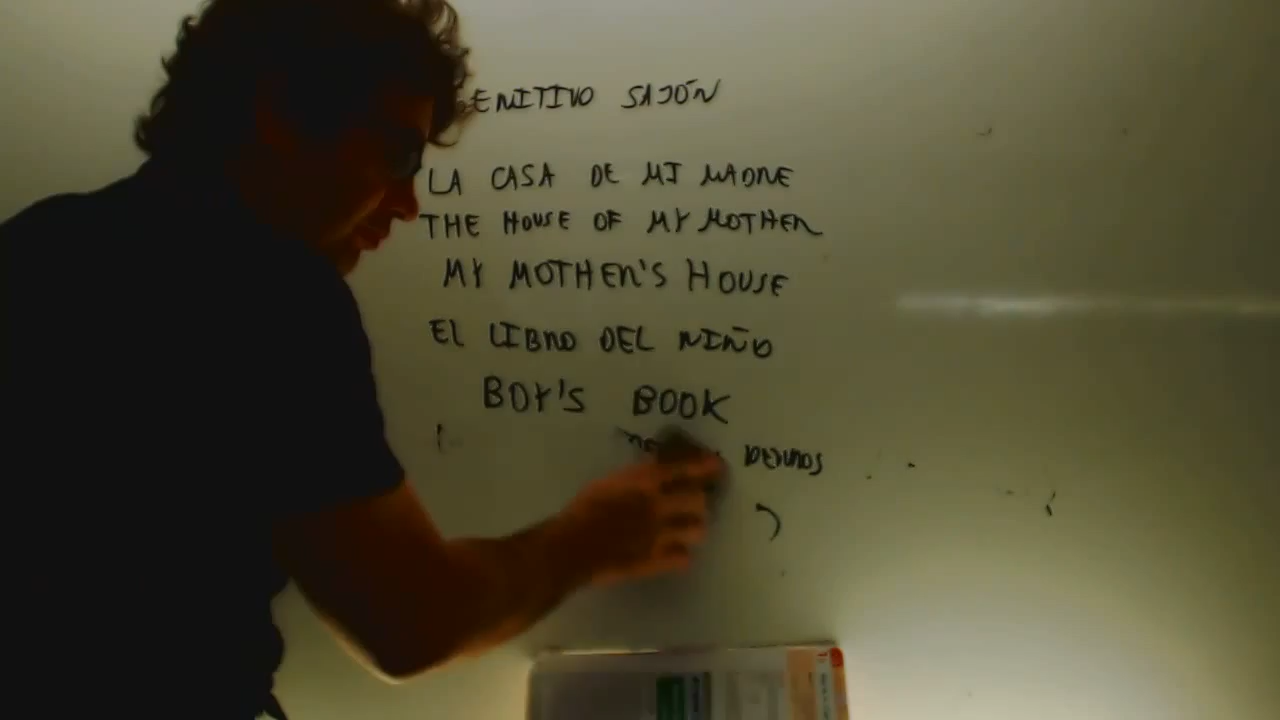 GENITIVO SAJÓN
LA CASA DE MI MADRE
THE HOUSE OF MY MOTHER
MY MOTHER'S HOUSE
EL LIBRO DEL NIÑO
BOY'S BOOK